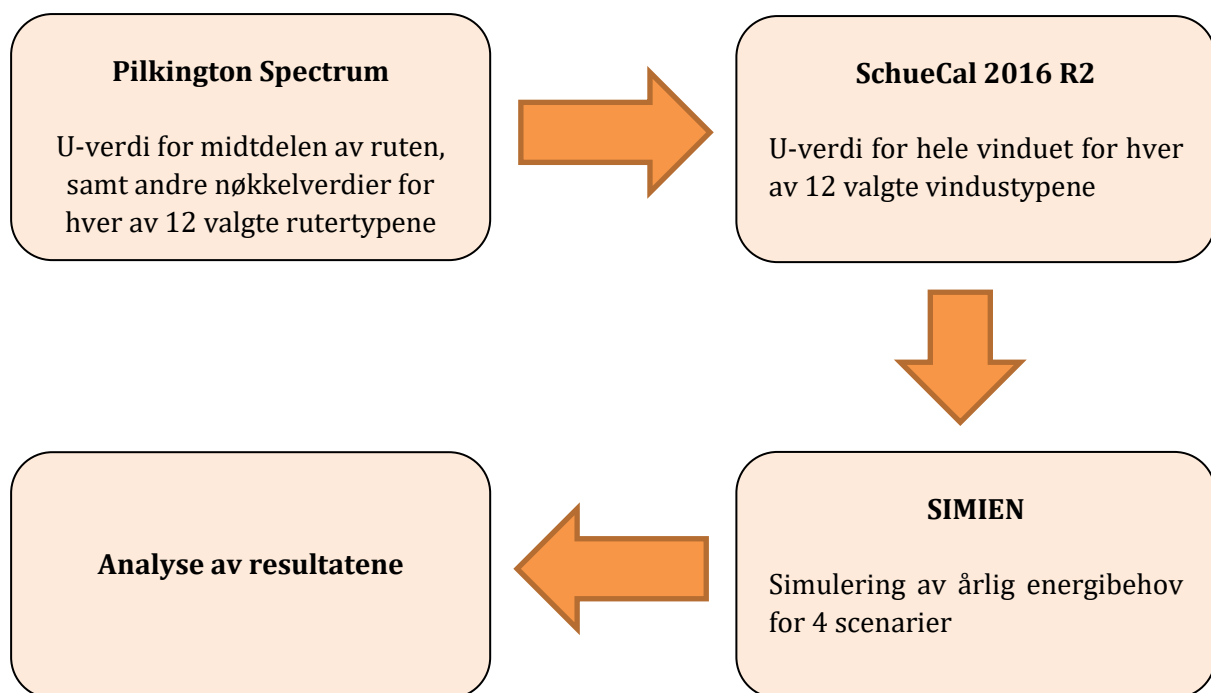 Pilkington Spectrum
U-verdi for midtdelen av ruten,
samt andre nøkkelverdier for
hver av 12 valgte rutertypene
SchueCal 2016 R2
U-verdi for hele vinduet for hver
av 12 valgte vindustypene
SIMIEN
Simulering av årlig energibehov
for 4 scenarier
Analyse av resultatene